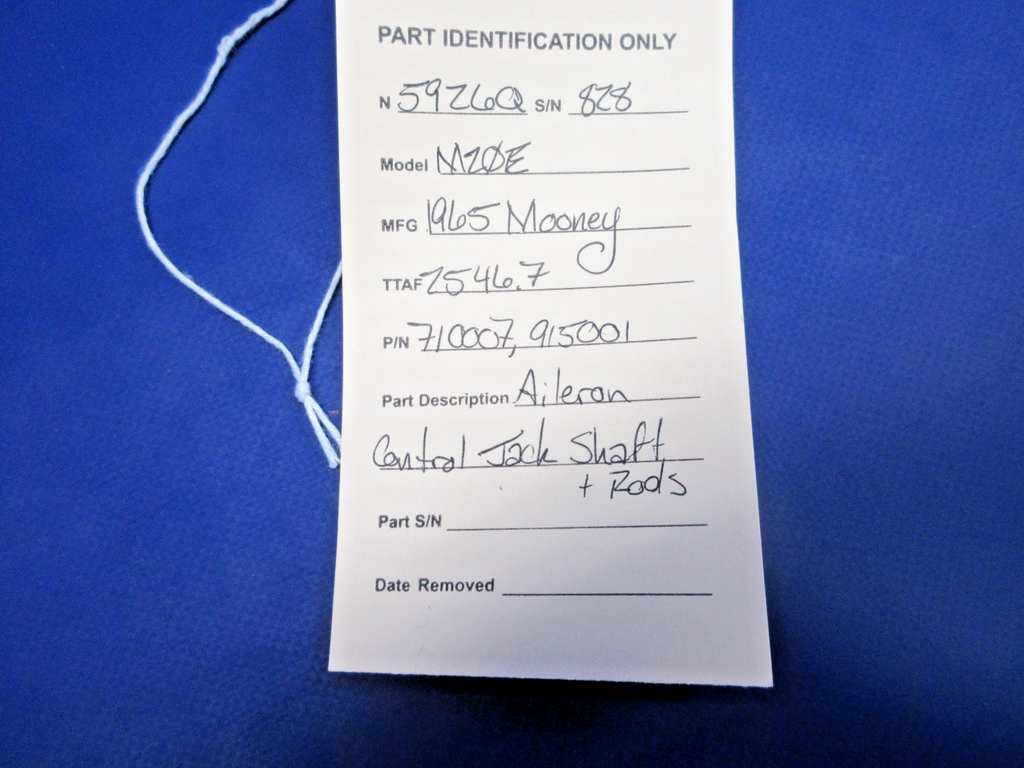 PART IDENTIFICATION ONLY
N 5926Q S/N 828
Model M20E
MFG 1965 Mooney
TTAF 2546.7
P/N 710007, 915001
Part Description Aileron
Control Jack Shaft
+ Rods
Part S/N
Date Removed